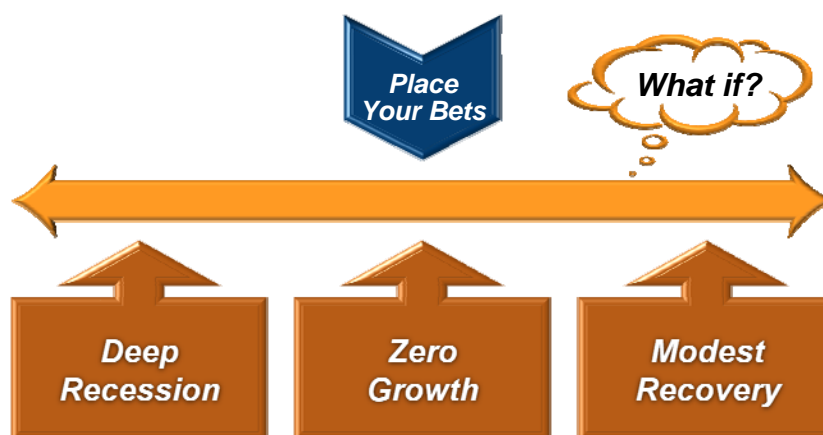 Place
Your Bets
What if?
Deep
Recession
Zero
Growth
Modest
Recovery